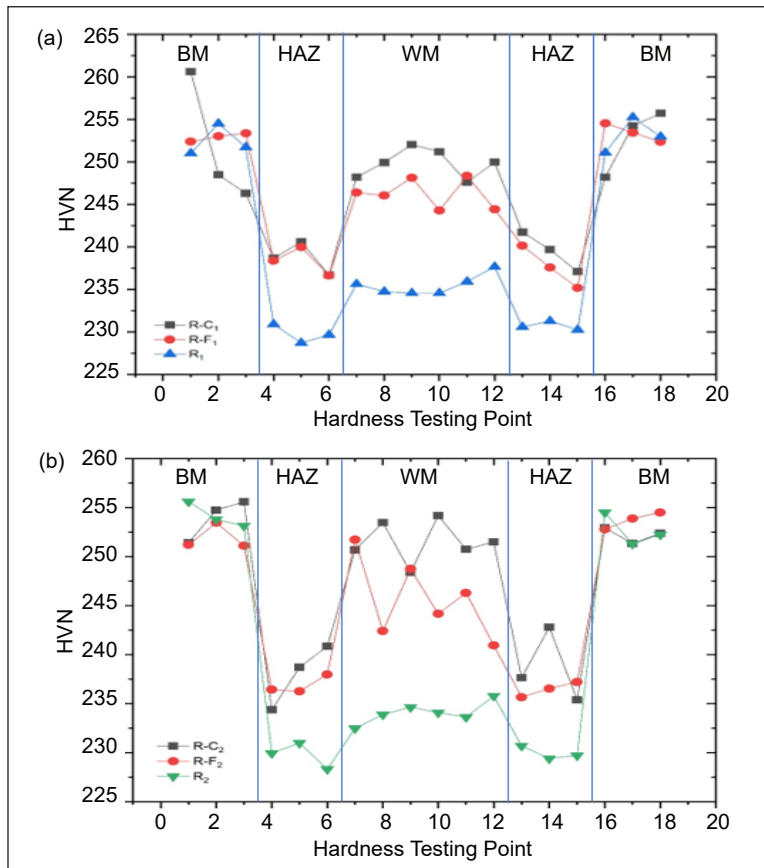 (a)
BM HAZ WM HAZ BM
265
260
255
250
245
240
235
230
225
HVN
R-C₁
R-F₁
R₁
0 2 4 6 8 10 12 14 16 18 20
Hardness Testing Point
(b)
BM HAZ WM HAZ BM
260
255
250
245
240
235
230
225
HVN
R-C₂
R-F₂
R₂
0 2 4 6 8 10 12 14 16 18 20
Hardness Testing Point